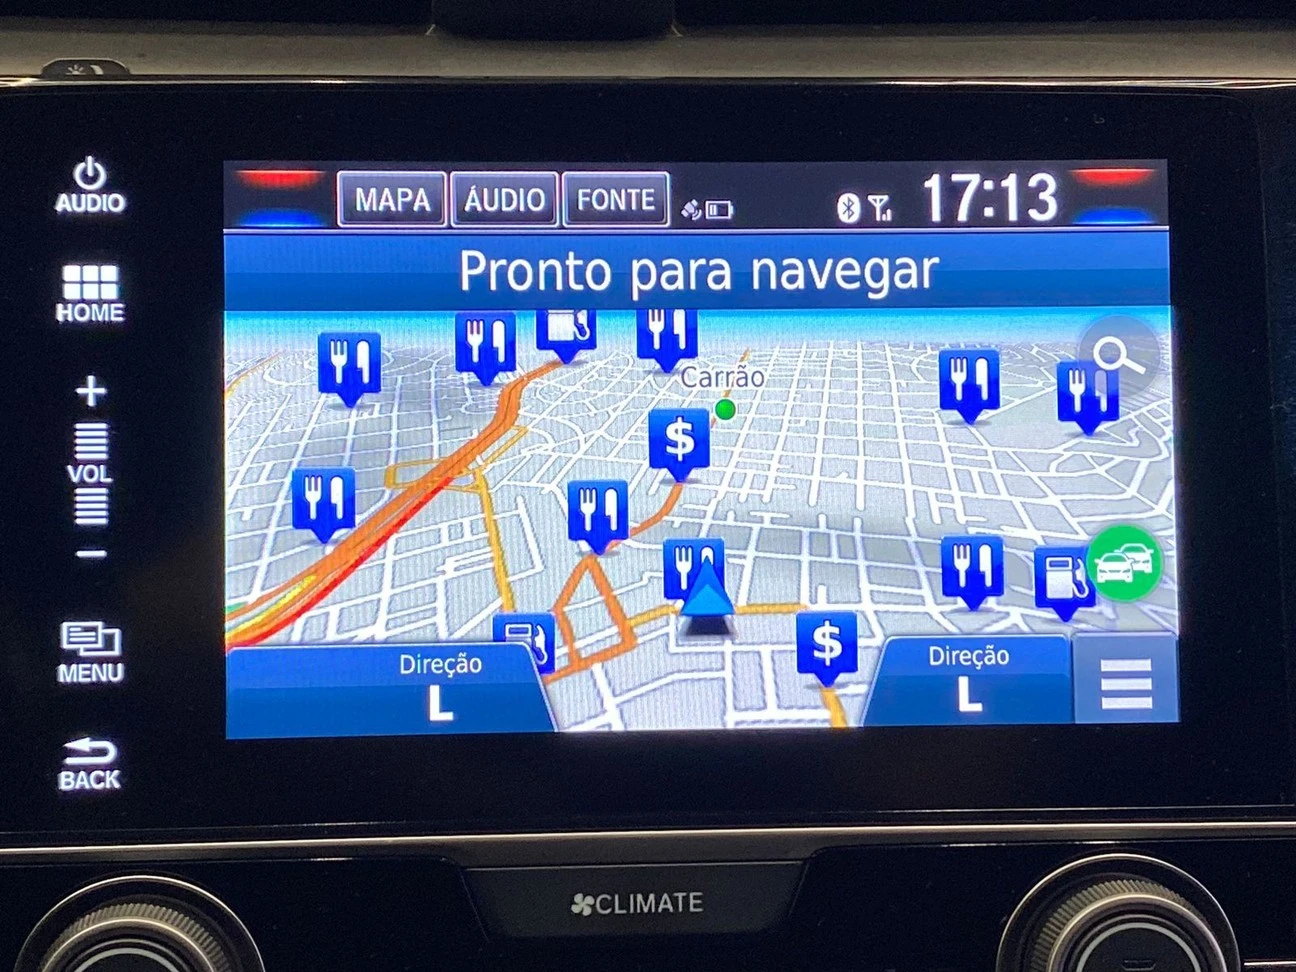 AUDIO
HOME
VOL
MENU
BACK
MAPA
ÁUDIO
FONTE
17:13
Pronto para navegar
Carrão
$
$
Direção
L
Direção
L
CLIMATE